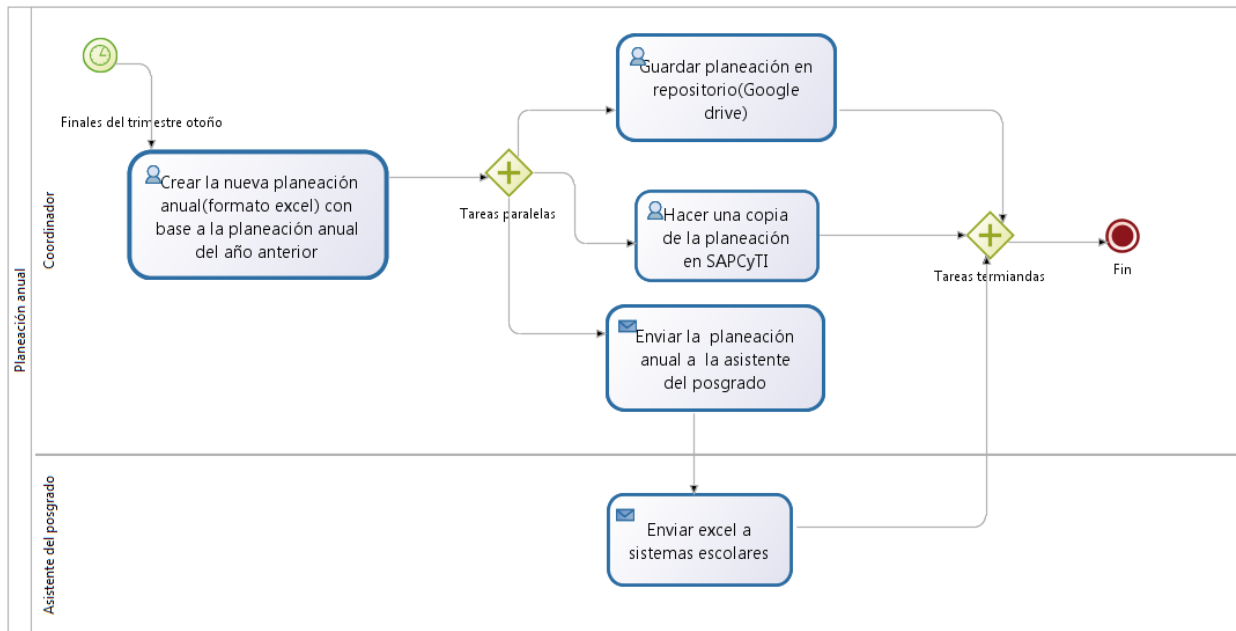 Planeación anual
Coordinador
Finales del trimestre otoño
Crear la nueva planeación
anual(formato excel) con
base a la planeación anual
del año anterior
Tareas paralelas
Guardar planeación en
repositorio(Google
drive)
Hacer una copia
de la planeación
en SAPCyTI
Enviar la  planeación
anual a  la asistente
del posgrado
Tareas termiandas
Fin
Asistente del posgrado
Enviar excel a
sistemas escolares